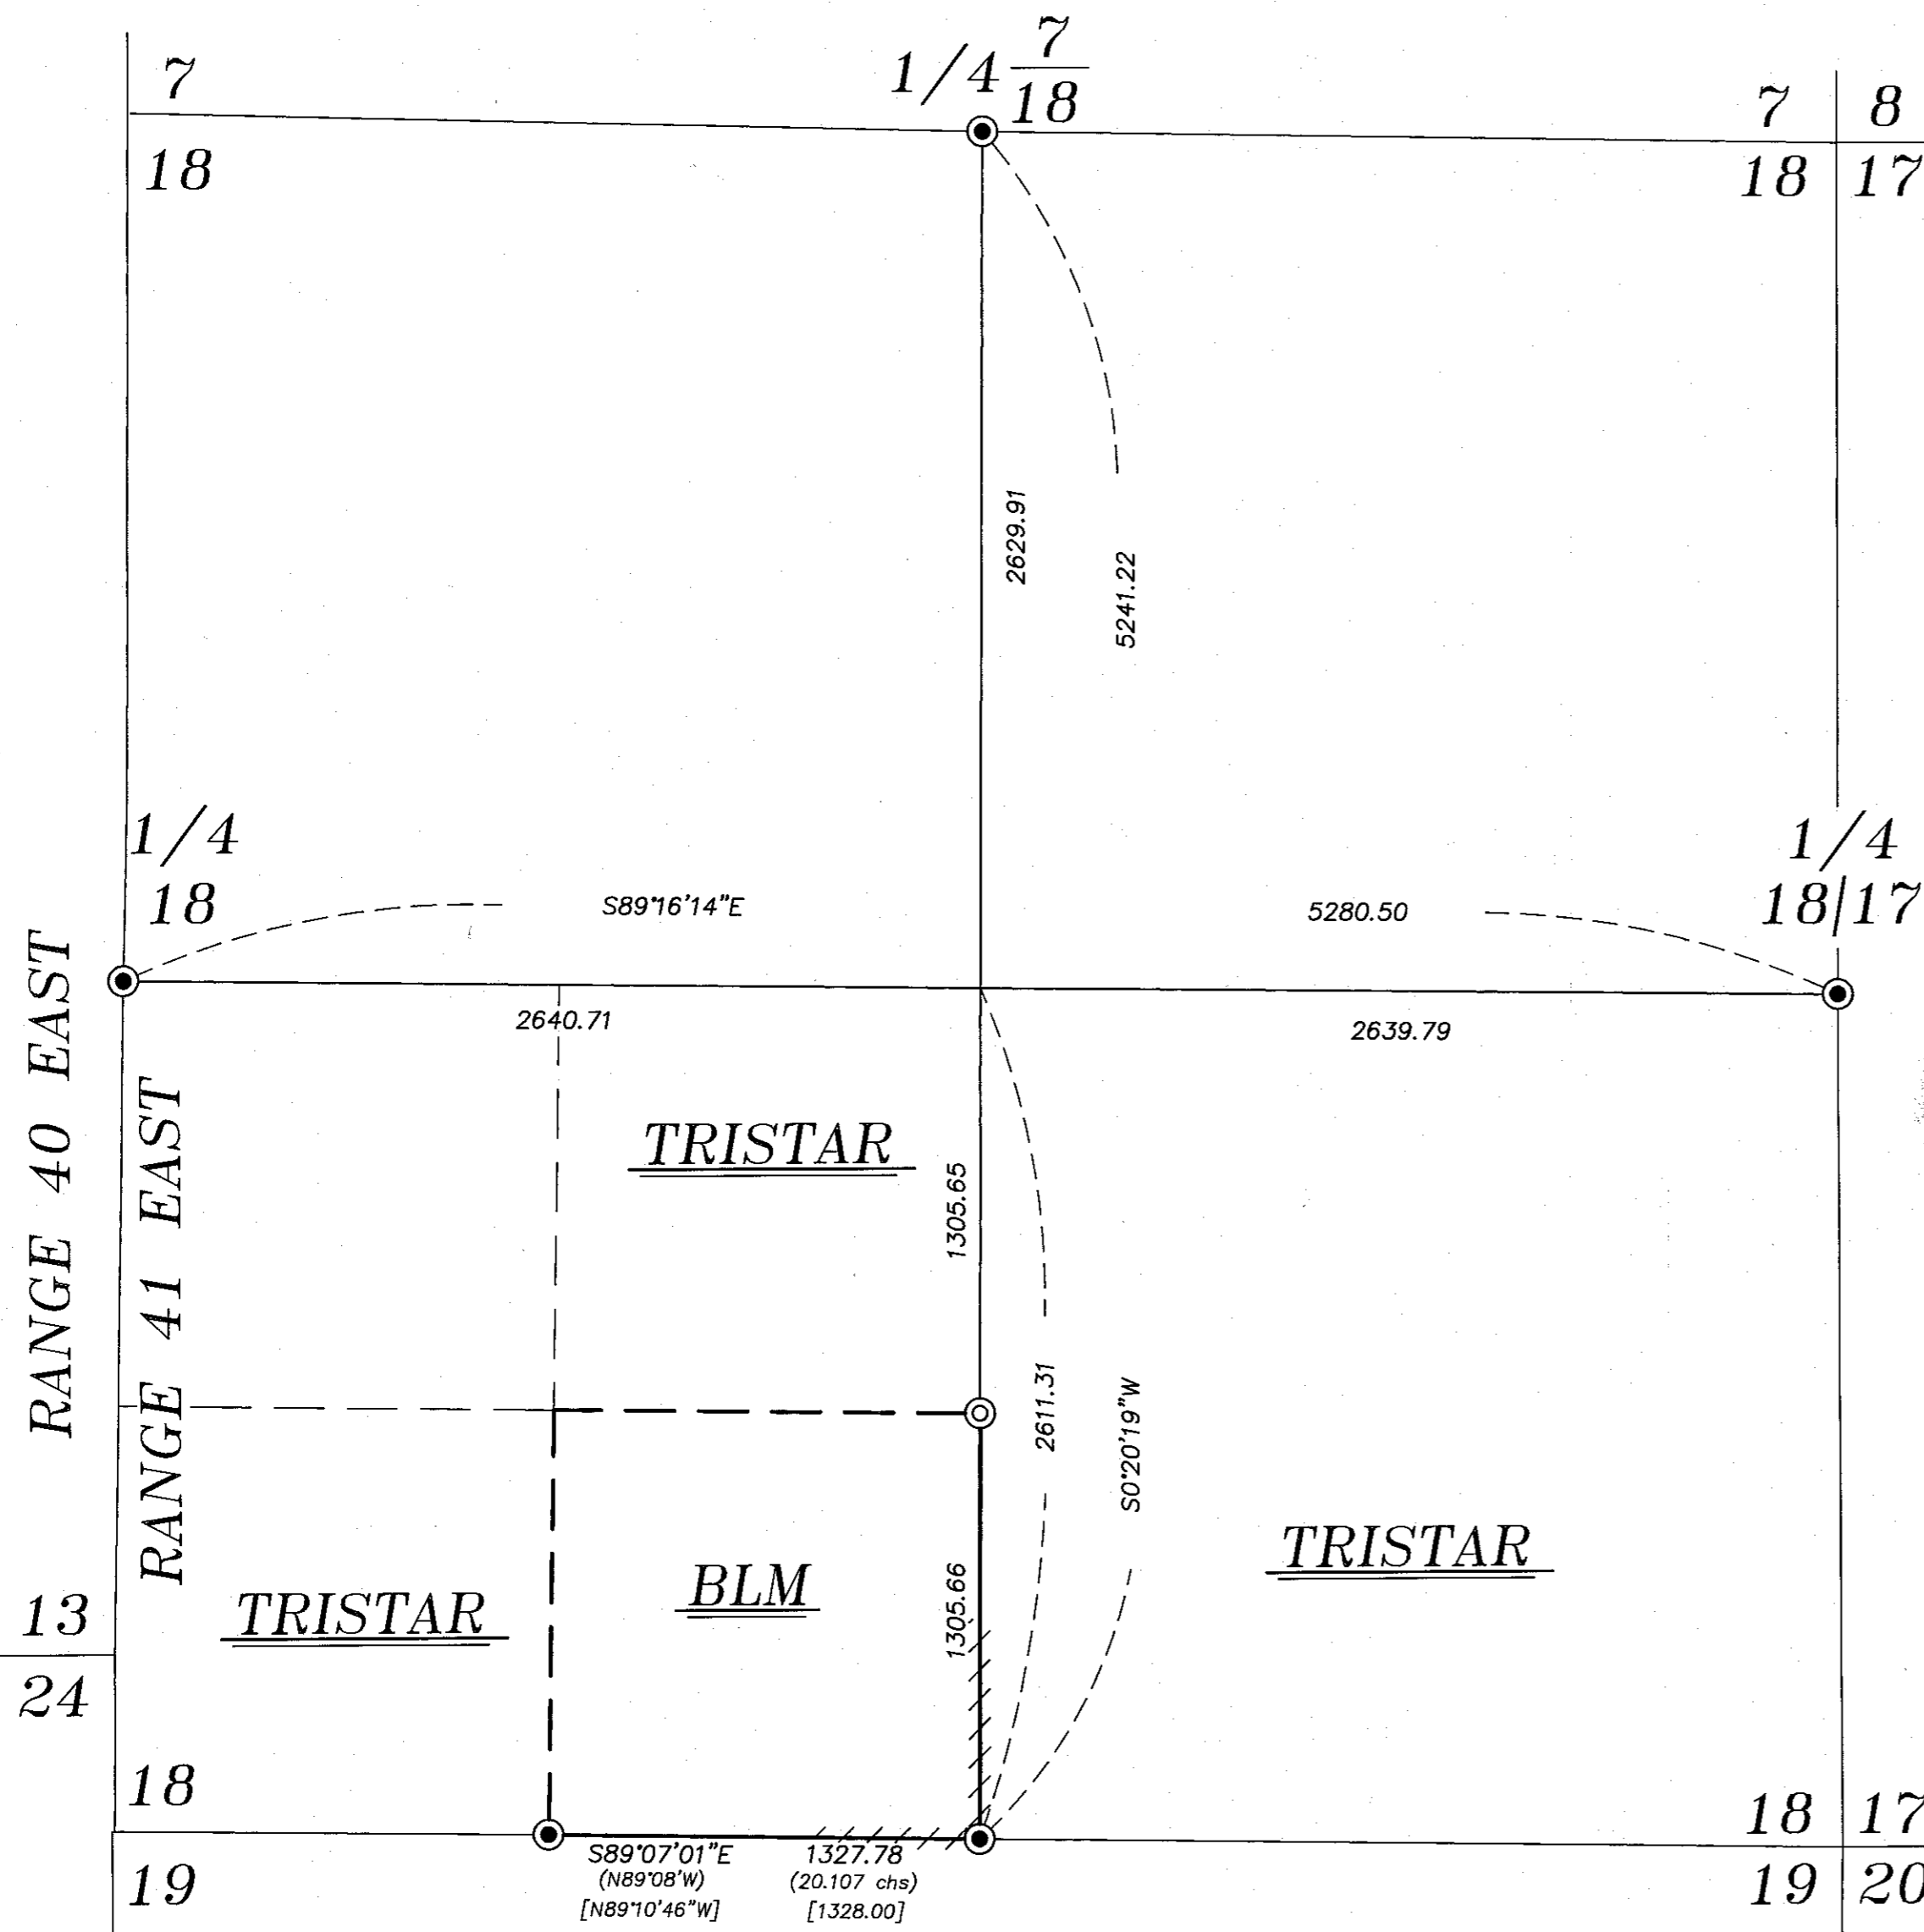 7
1/4 7
18
7 8
18
18 17
2629.91
5241.22
1/4
18
1/4
18|17
S89°16'14"E
5280.50
2640.71
2639.79
RANGE 40 EAST
RANGE 41 EAST
TRISTAR
1305.65
2611.31
S0°20'19"W
TRISTAR
BLM
1305.66
TRISTAR
13
24
18
18 17
19
19 20
S89°07'01"E 1327.78
(N89°08'W) (20.107 chs)
[N89°10'46"W] [1328.00]